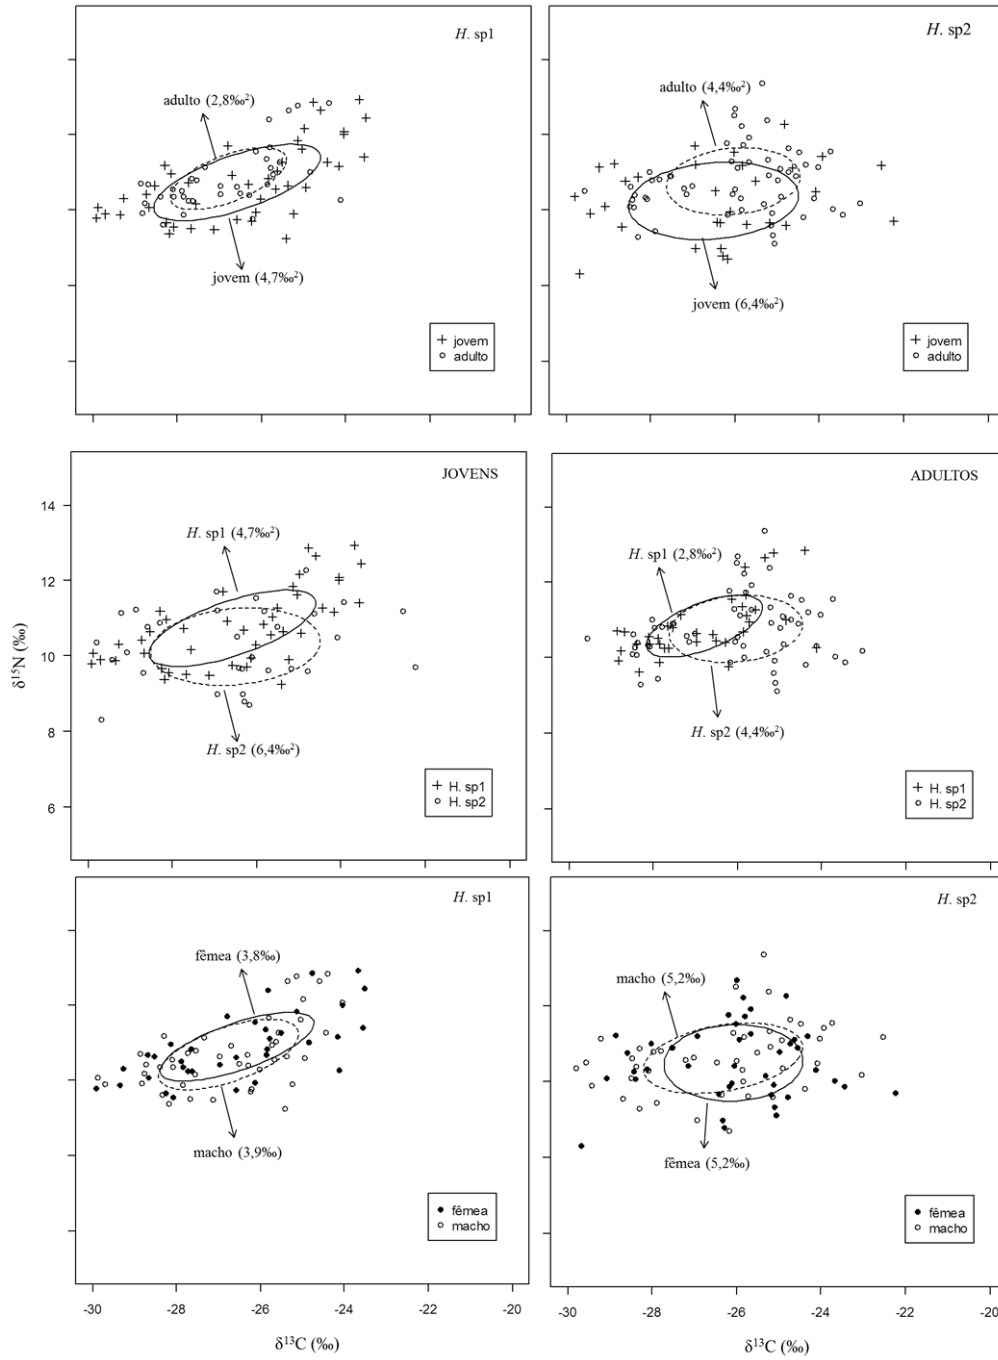 H. sp1
adulto (2,8‰²)
jovem (4,7‰²)
jovem
adulto
H. sp2
adulto (4,4‰²)
jovem (6,4‰²)
jovem
adulto
JOVENS
14
12
10
8
6
δ¹⁵N (‰)
H. sp1 (4,7‰²)
H. sp2 (6,4‰²)
H. sp1
H. sp2
ADULTOS
H. sp1 (2,8‰²)
H. sp2 (4,4‰²)
H. sp1
H. sp2
H. sp1
fêmea (3,8‰)
macho (3,9‰)
fêmea
macho
-30 -28 -26 -24 -22 -20
δ¹³C (‰)
H. sp2
macho (5,2‰)
fêmea (5,2‰)
fêmea
macho
-30 -28 -26 -24 -22 -20
δ¹³C (‰)